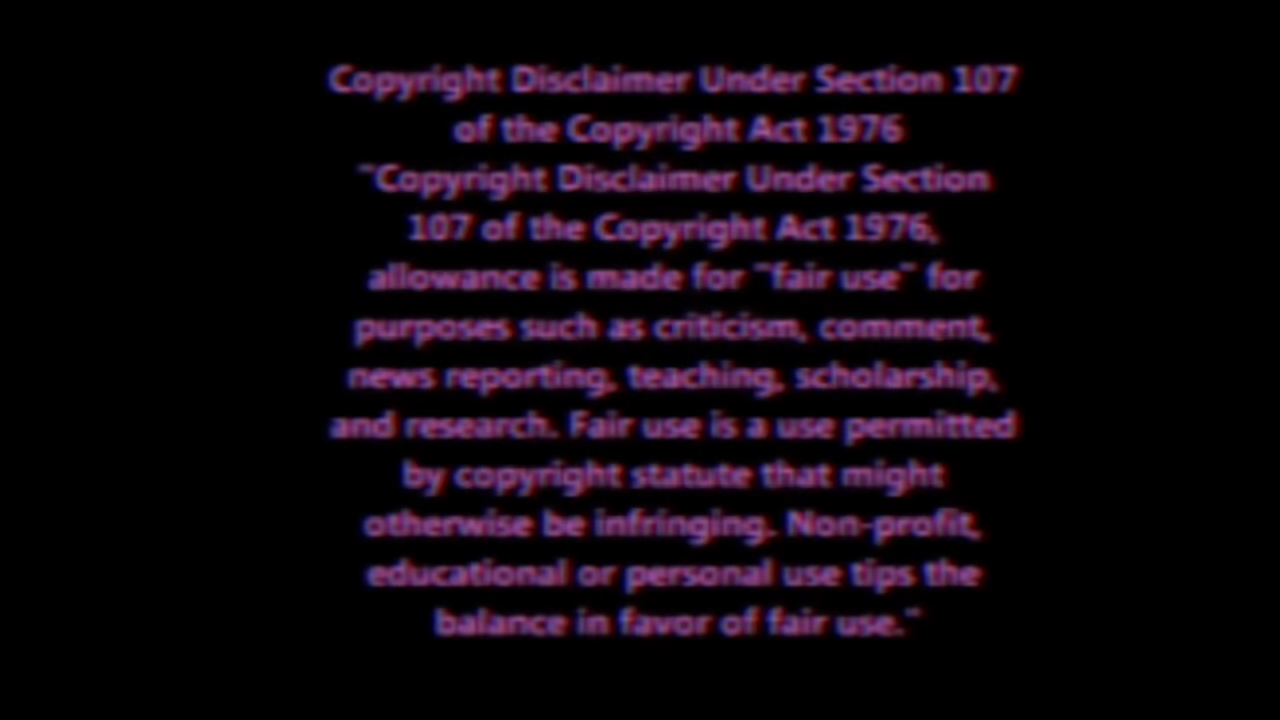 Copyright Disclaimer Under Section 107
of the Copyright Act 1976
"Copyright Disclaimer Under Section
107 of the Copyright Act 1976,
allowance is made for "fair use" for
purposes such as criticism, comment,
news reporting, teaching, scholarship,
and research. Fair use is a use permitted
by copyright statute that might
otherwise be infringing. Non-profit,
educational or personal use tips the
balance in favor of fair use."